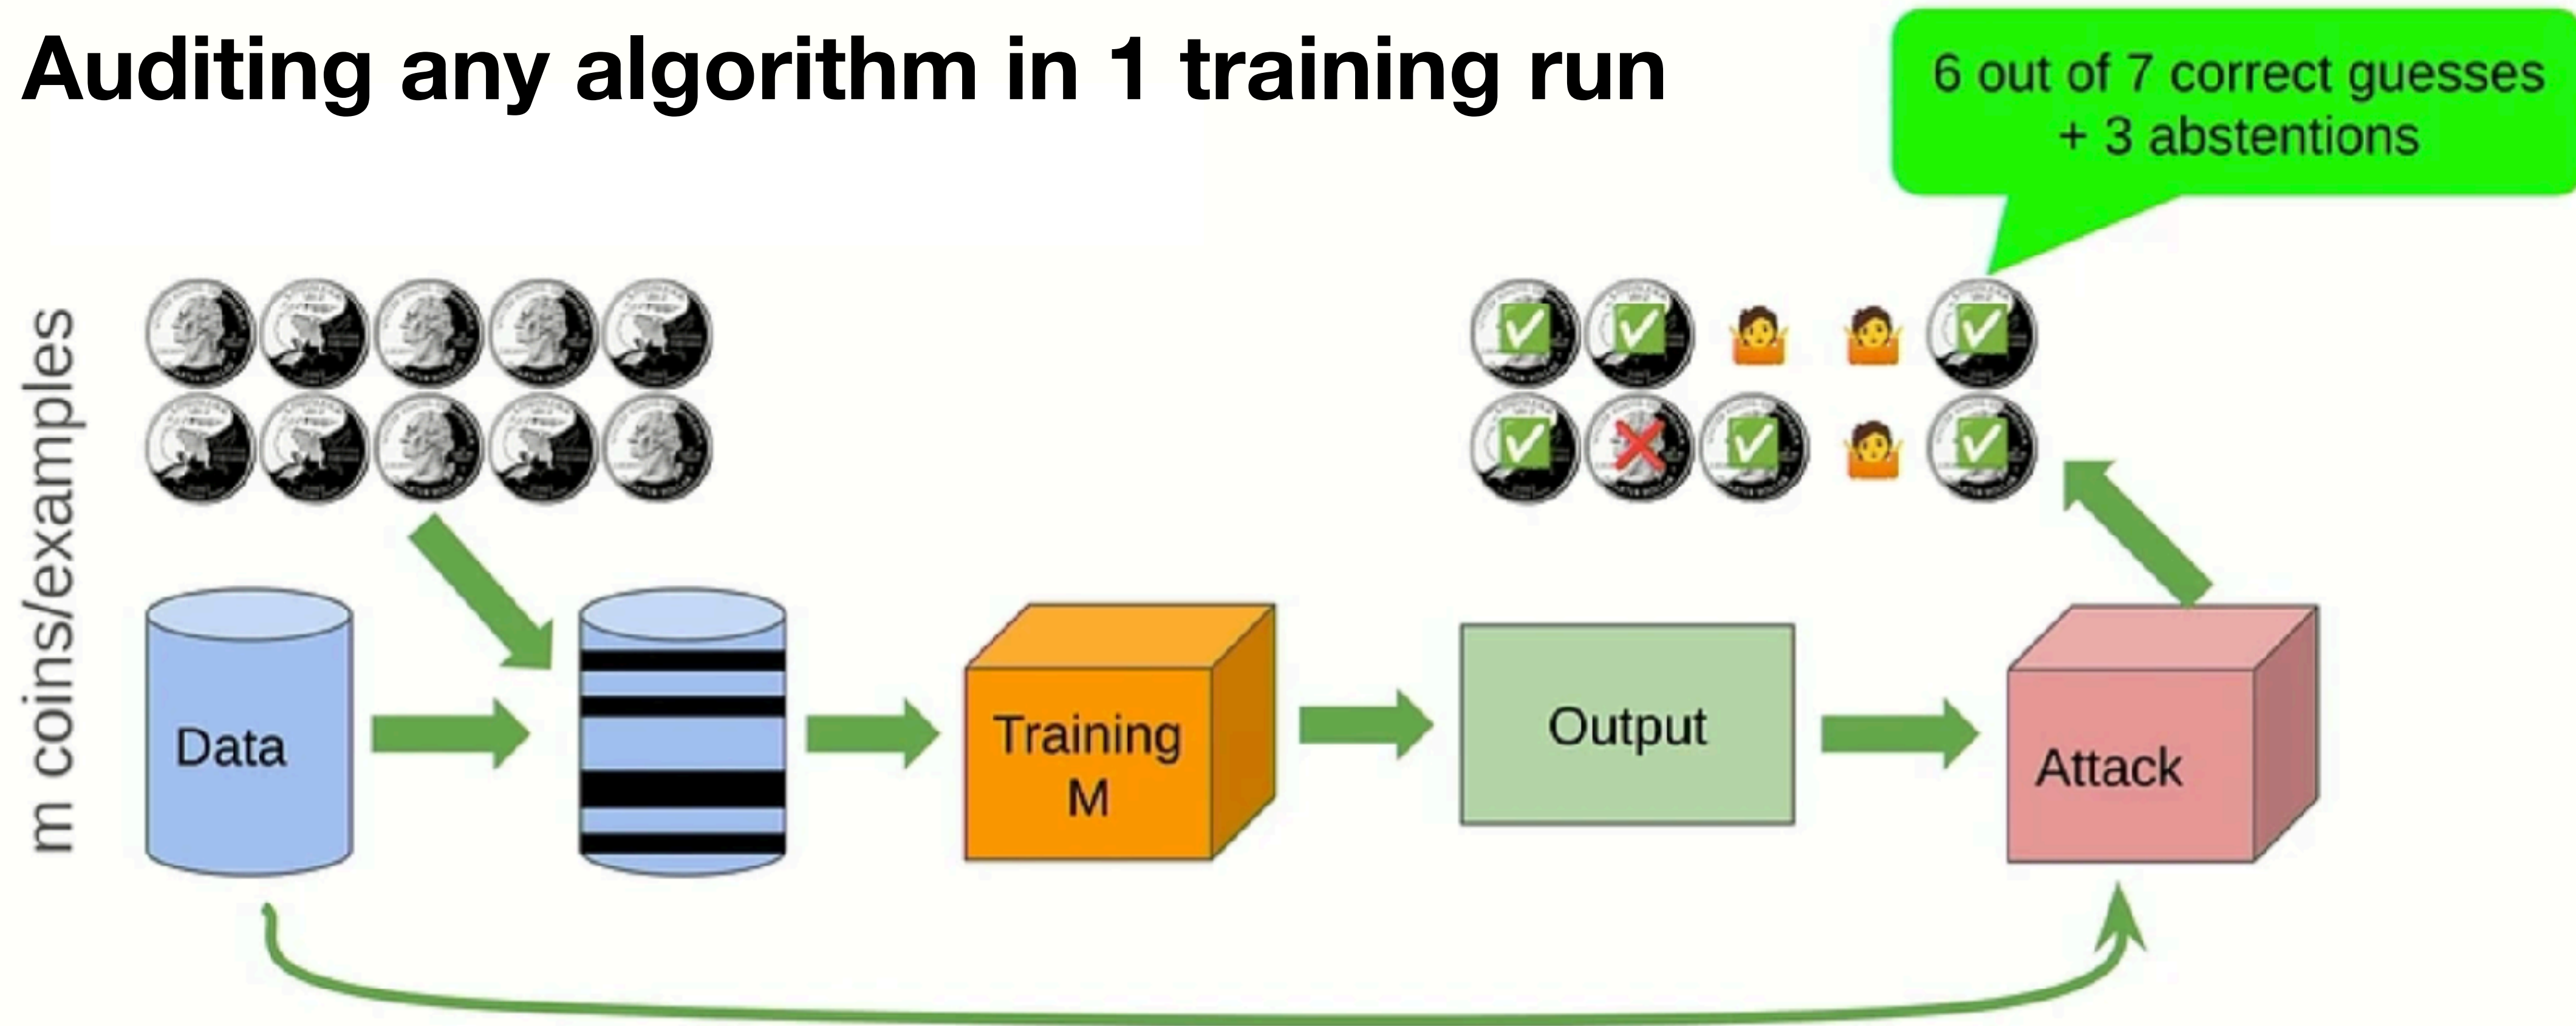 Auditing any algorithm in 1 training run
6 out of 7 correct guesses
+ 3 abstentions
m coins/examples
Data
Training
M
Output
Attack